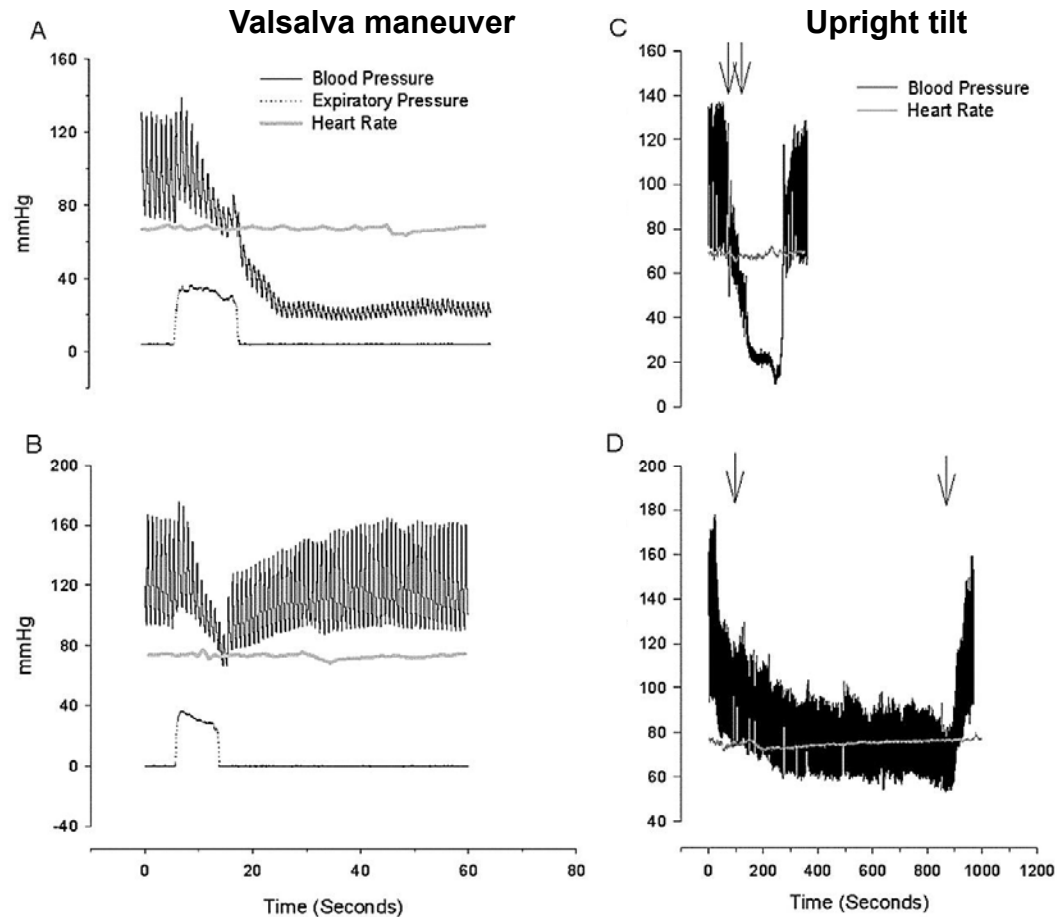 Valsalva maneuver
Upright tilt
A
160
120
80
40
0
mmHg
Blood Pressure
Expiratory Pressure
Heart Rate
C
160
140
120
100
80
60
40
20
0
Blood Pressure
Heart Rate
B
200
160
120
80
40
0
-40
mmHg
0 20 40 60 80
Time (Seconds)
D
200
180
160
140
120
100
80
60
40
0 200 400 600 800 1000 1200
Time (Seconds)